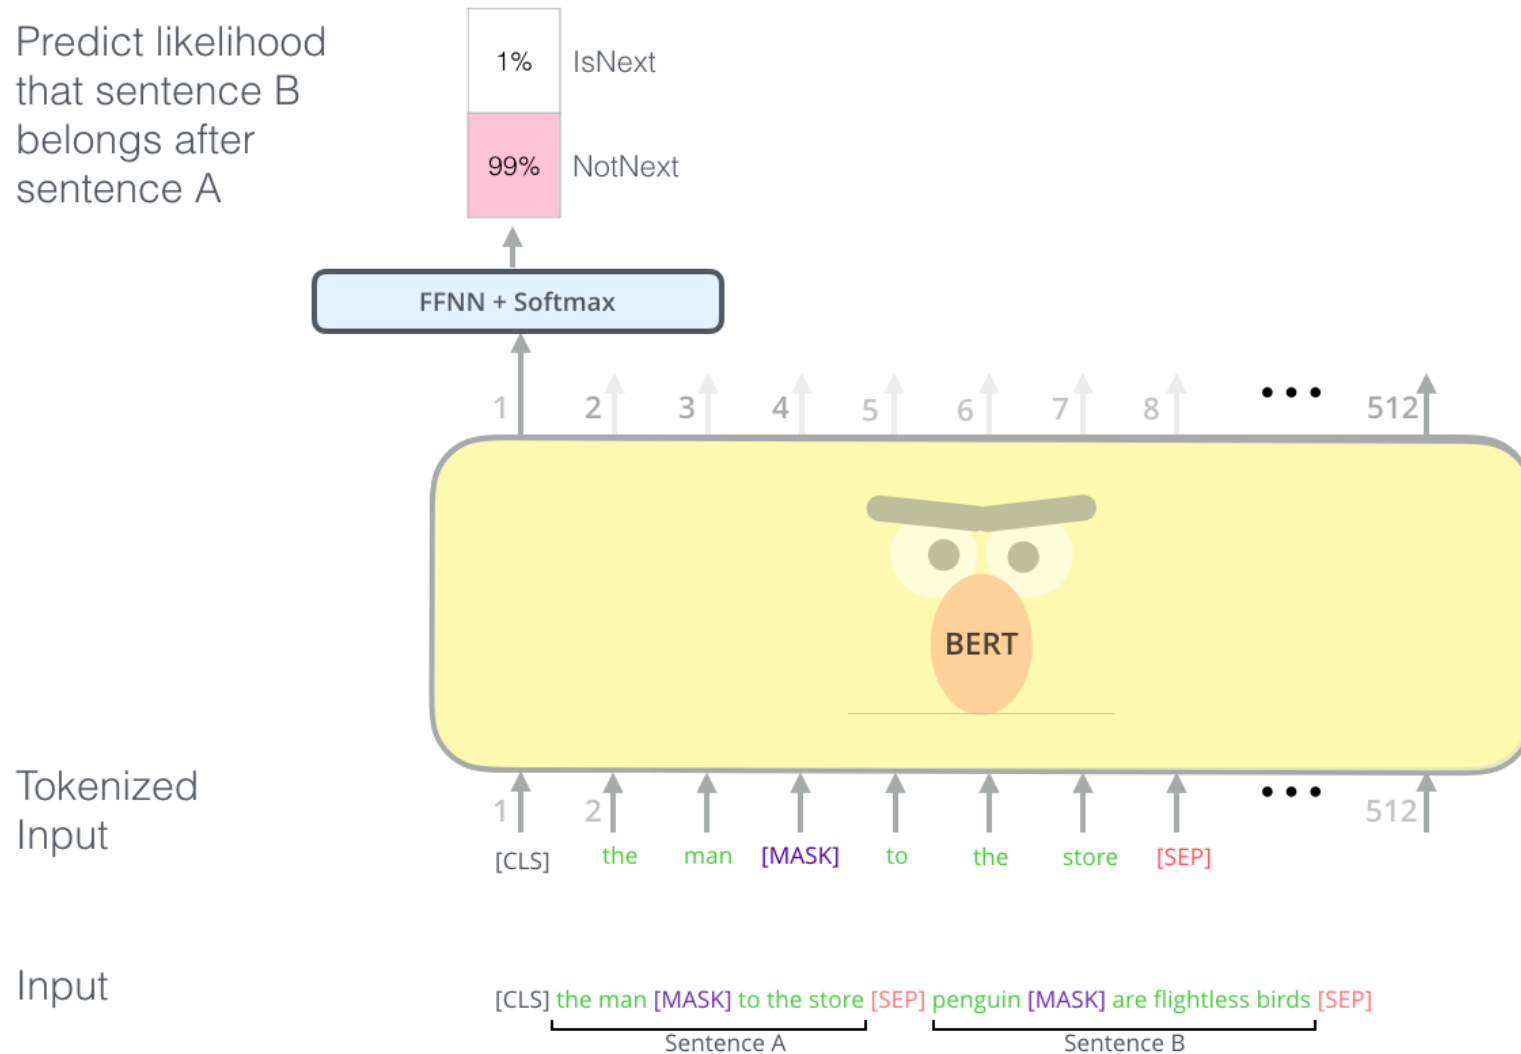 Predict likelihood
that sentence B
belongs after
sentence A
1% IsNext
99% NotNext
FFNN + Softmax
1 2 3 4 5 6 7 8 ••• 512
BERT
Tokenized
Input
1 2 ••• 512
[CLS] the man [MASK] to the store [SEP]
Input
[CLS] the man [MASK] to the store [SEP] penguin [MASK] are flightless birds [SEP]
Sentence A Sentence B